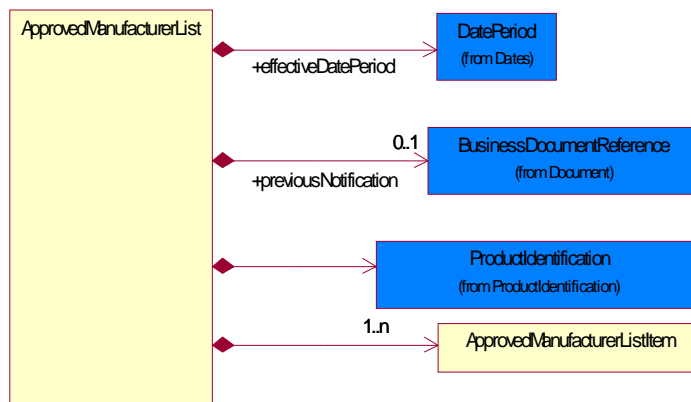 ApprovedManufacturerList
DatePeriod
(from Dates)
+effectiveDatePeriod
0..1
BusinessDocumentReference
(from Document)
+previousNotification
ProductIdentification
(from ProductIdentification)
1..n
ApprovedManufacturerListItem